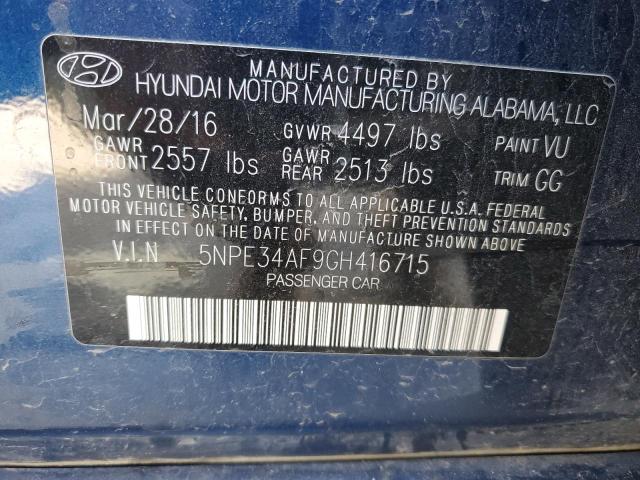 MANUFACTURED BY
HYUNDAI MOTOR MANUFACTURING ALABAMA, LLC
Mar/28/16 GVWR 4497 lbs PAINT VU
GAWR FRONT 2557 lbs GAWR REAR 2513 lbs TRIM GG
THIS VEHICLE CONFORMS TO ALL APPLICABLE U.S.A. FEDERAL
MOTOR VEHICLE SAFETY, BUMPER, AND THEFT PREVENTION STANDARDS
IN EFFECT ON THE DATE OF MANUFACTURE SHOWN ABOVE.
V.I.N 5NPE34AF9GH416715
PASSENGER CAR